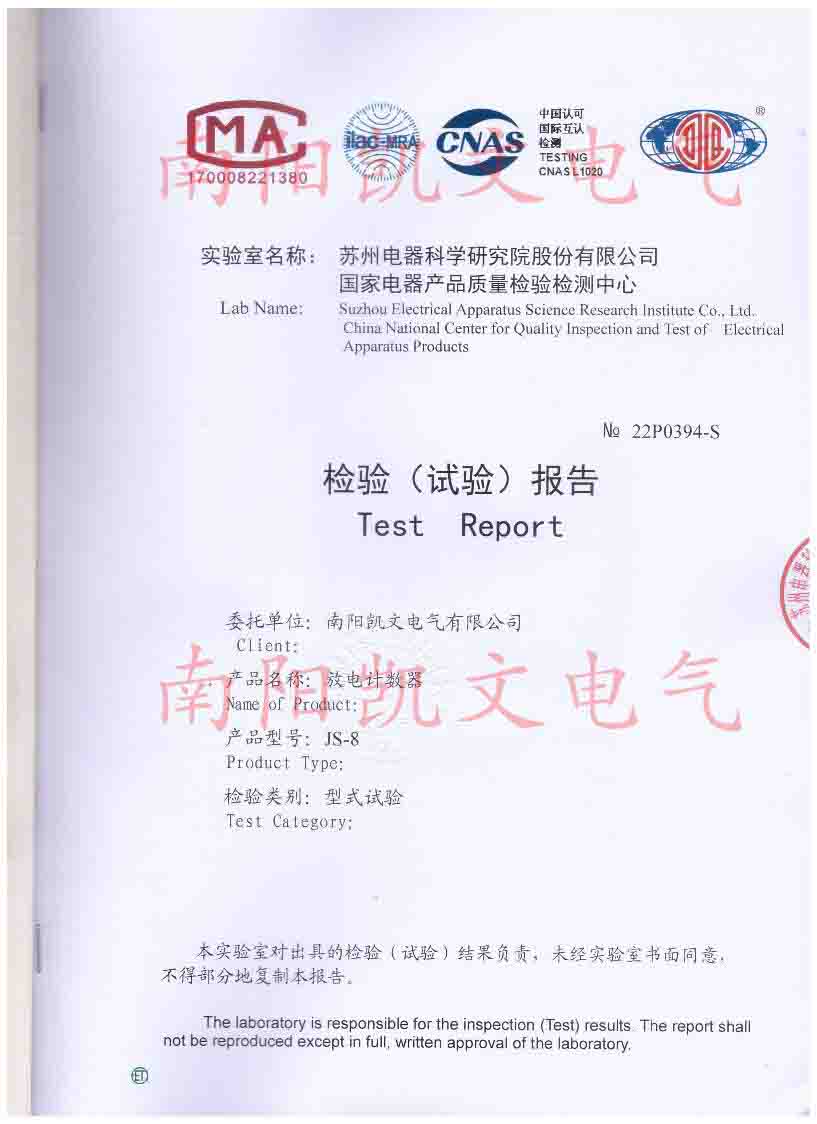 MA
170008221380
ilac-MRA
CNAS
中国认可
国际互认
检测
TESTING
CNAS L1020
®
南阳凯文电气
实验室名称： 苏州电器科学研究院股份有限公司
国家电器产品质量检验检测中心
Lab Name: Suzhou Electrical Apparatus Science Research Institute Co., Ltd.
China National Center for Quality Inspection and Test of Electrical
Apparatus Products
№ 22P0394-S
检验（试验）报告
Test Report
委托单位: 南阳凯文电气有限公司
Client:
产品名称: 放电计数器
Name of Product:
南阳凯文电气
产品型号: JS-8
Product Type:
检验类别: 型式试验
Test Category:
本实验室对出具的检验（试验）结果负责，未经实验室书面同意，
不得部分地复制本报告。
The laboratory is responsible for the inspection (Test) results. The report shall
not be reproduced except in full, written approval of the laboratory.